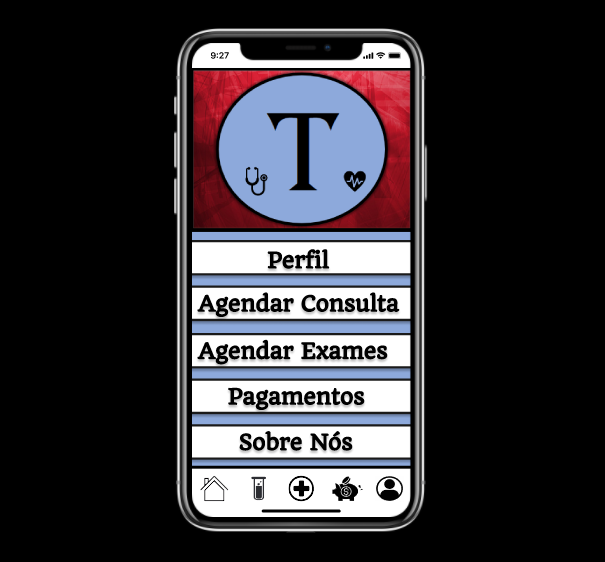 9:27
T
Perfil
Agendar Consulta
Agendar Exames
Pagamentos
Sobre Nós